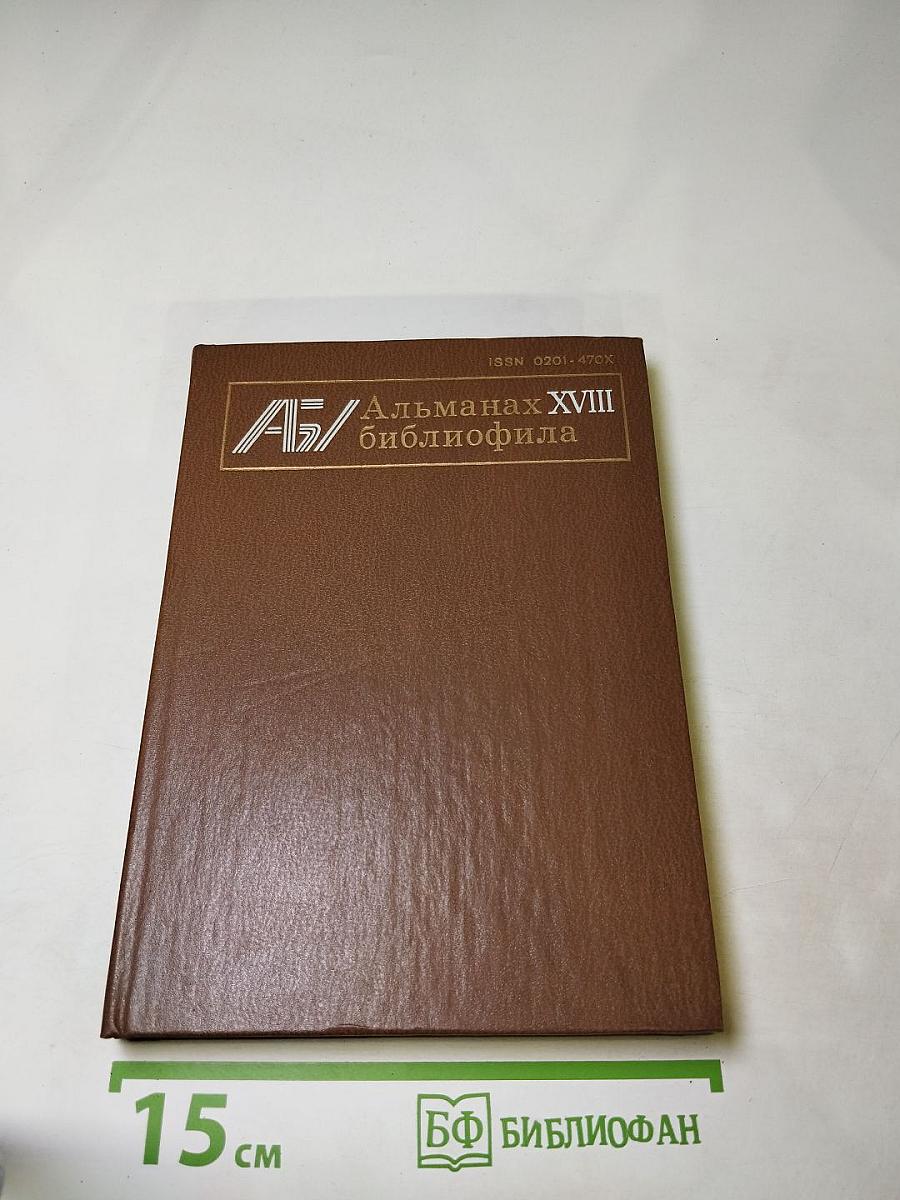 ISSN 0201-470X
АБ/ Альманах XVIII
библиофила
15 см
БФ БИБЛИОФАН